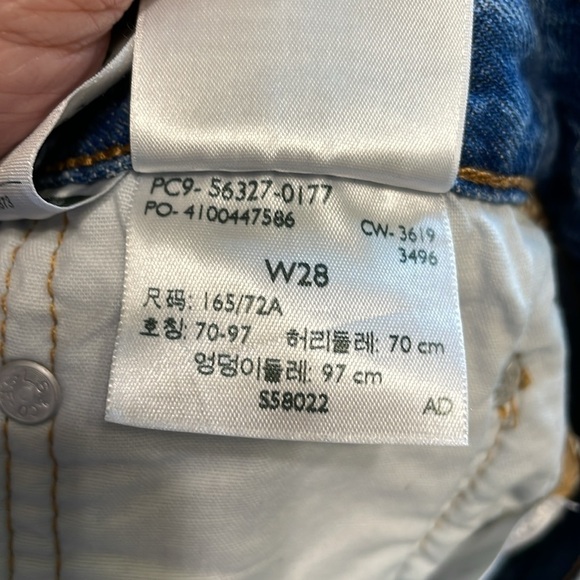 PC9- 56327-0177
PO- 4100447586
CW- 3619
3496
W28
尺码: 165/72A
호칭: 70-97 허리둘레: 70 cm
엉덩이둘레: 97 cm
S58022 AD